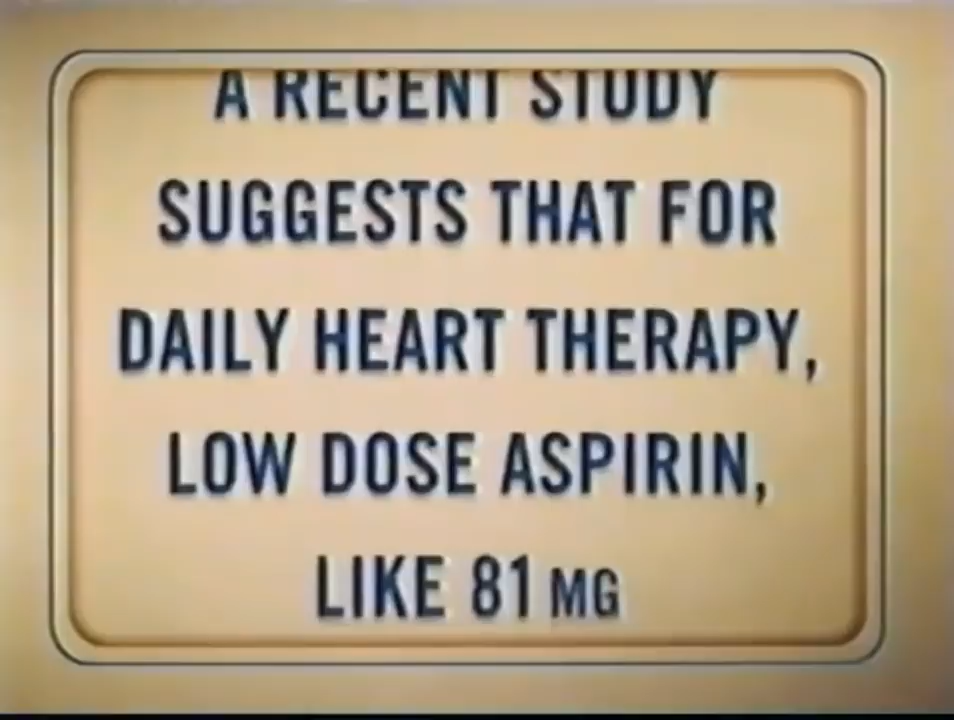 A RECENT STUDY
SUGGESTS THAT FOR
DAILY HEART THERAPY,
LOW DOSE ASPIRIN,
LIKE 81 MG